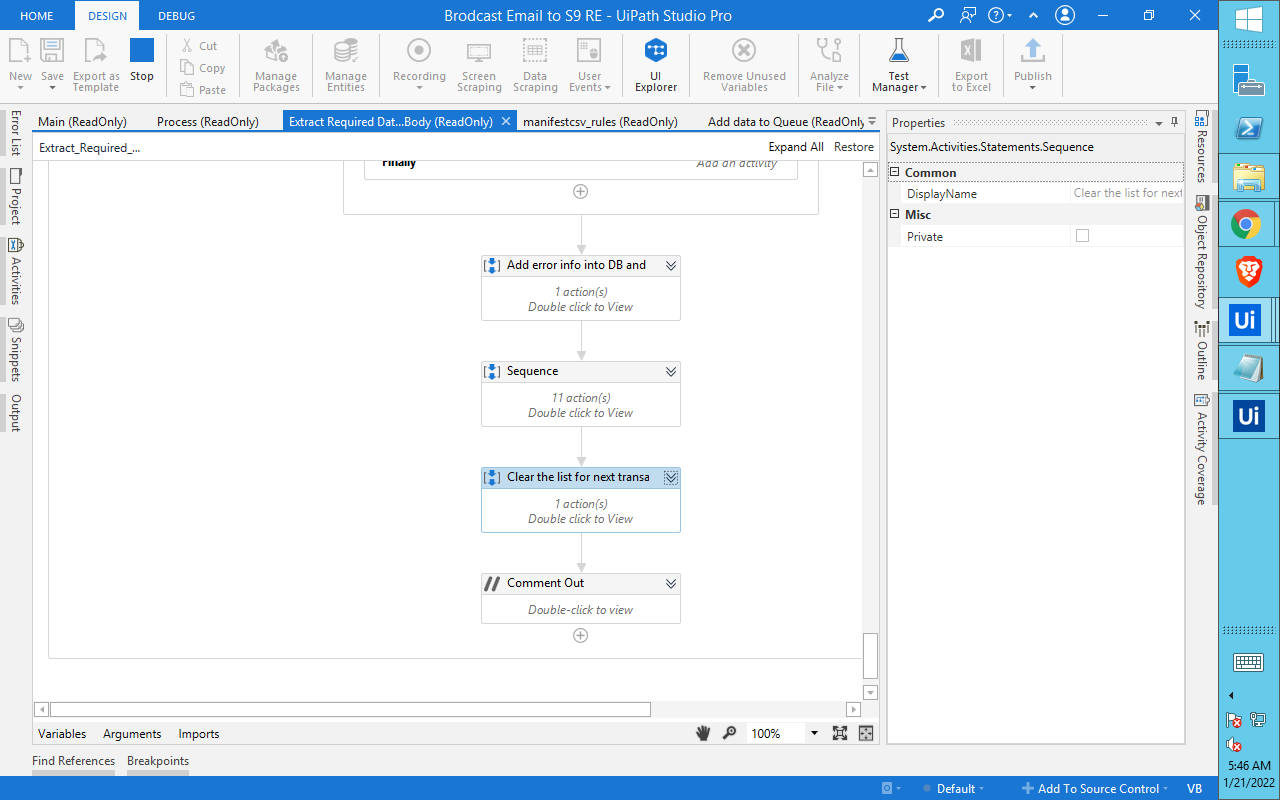 HOME
DESIGN
DEBUG
Brodcast Email to S9 RE - UiPath Studio Pro
New
Save
Export as
Template
Stop
Cut
Copy
Paste
Manage
Packages
Manage
Entities
Recording
Screen
Scraping
Data
Scraping
User
Events
UI
Explorer
Remove Unused
Variables
Analyze
File
Test
Manager
Export
to Excel
Publish
Error List
Project
Activities
Snippets
Output
Main (ReadOnly)
Process (ReadOnly)
Extract Required Dat...Body (ReadOnly)
manifestcsv_rules (ReadOnly)
Add data to Queue (ReadOnly
Extract_Required_...
Expand All
Restore
Finally
Add an activity
Add error info into DB and
1 action(s)
Double click to View
Sequence
11 action(s)
Double click to View
Clear the list for next transa
1 action(s)
Double click to View
Comment Out
Double-click to view
Variables
Arguments
Imports
100%
Find References
Breakpoints
Properties
System.Activities.Statements.Sequence
Common
DisplayName
Clear the list for next
Misc
Private
Resources
Object Repository
Outline
Activity Coverage
Default
Add To Source Control
VB
Ui
Ui
5:46 AM
1/21/2022